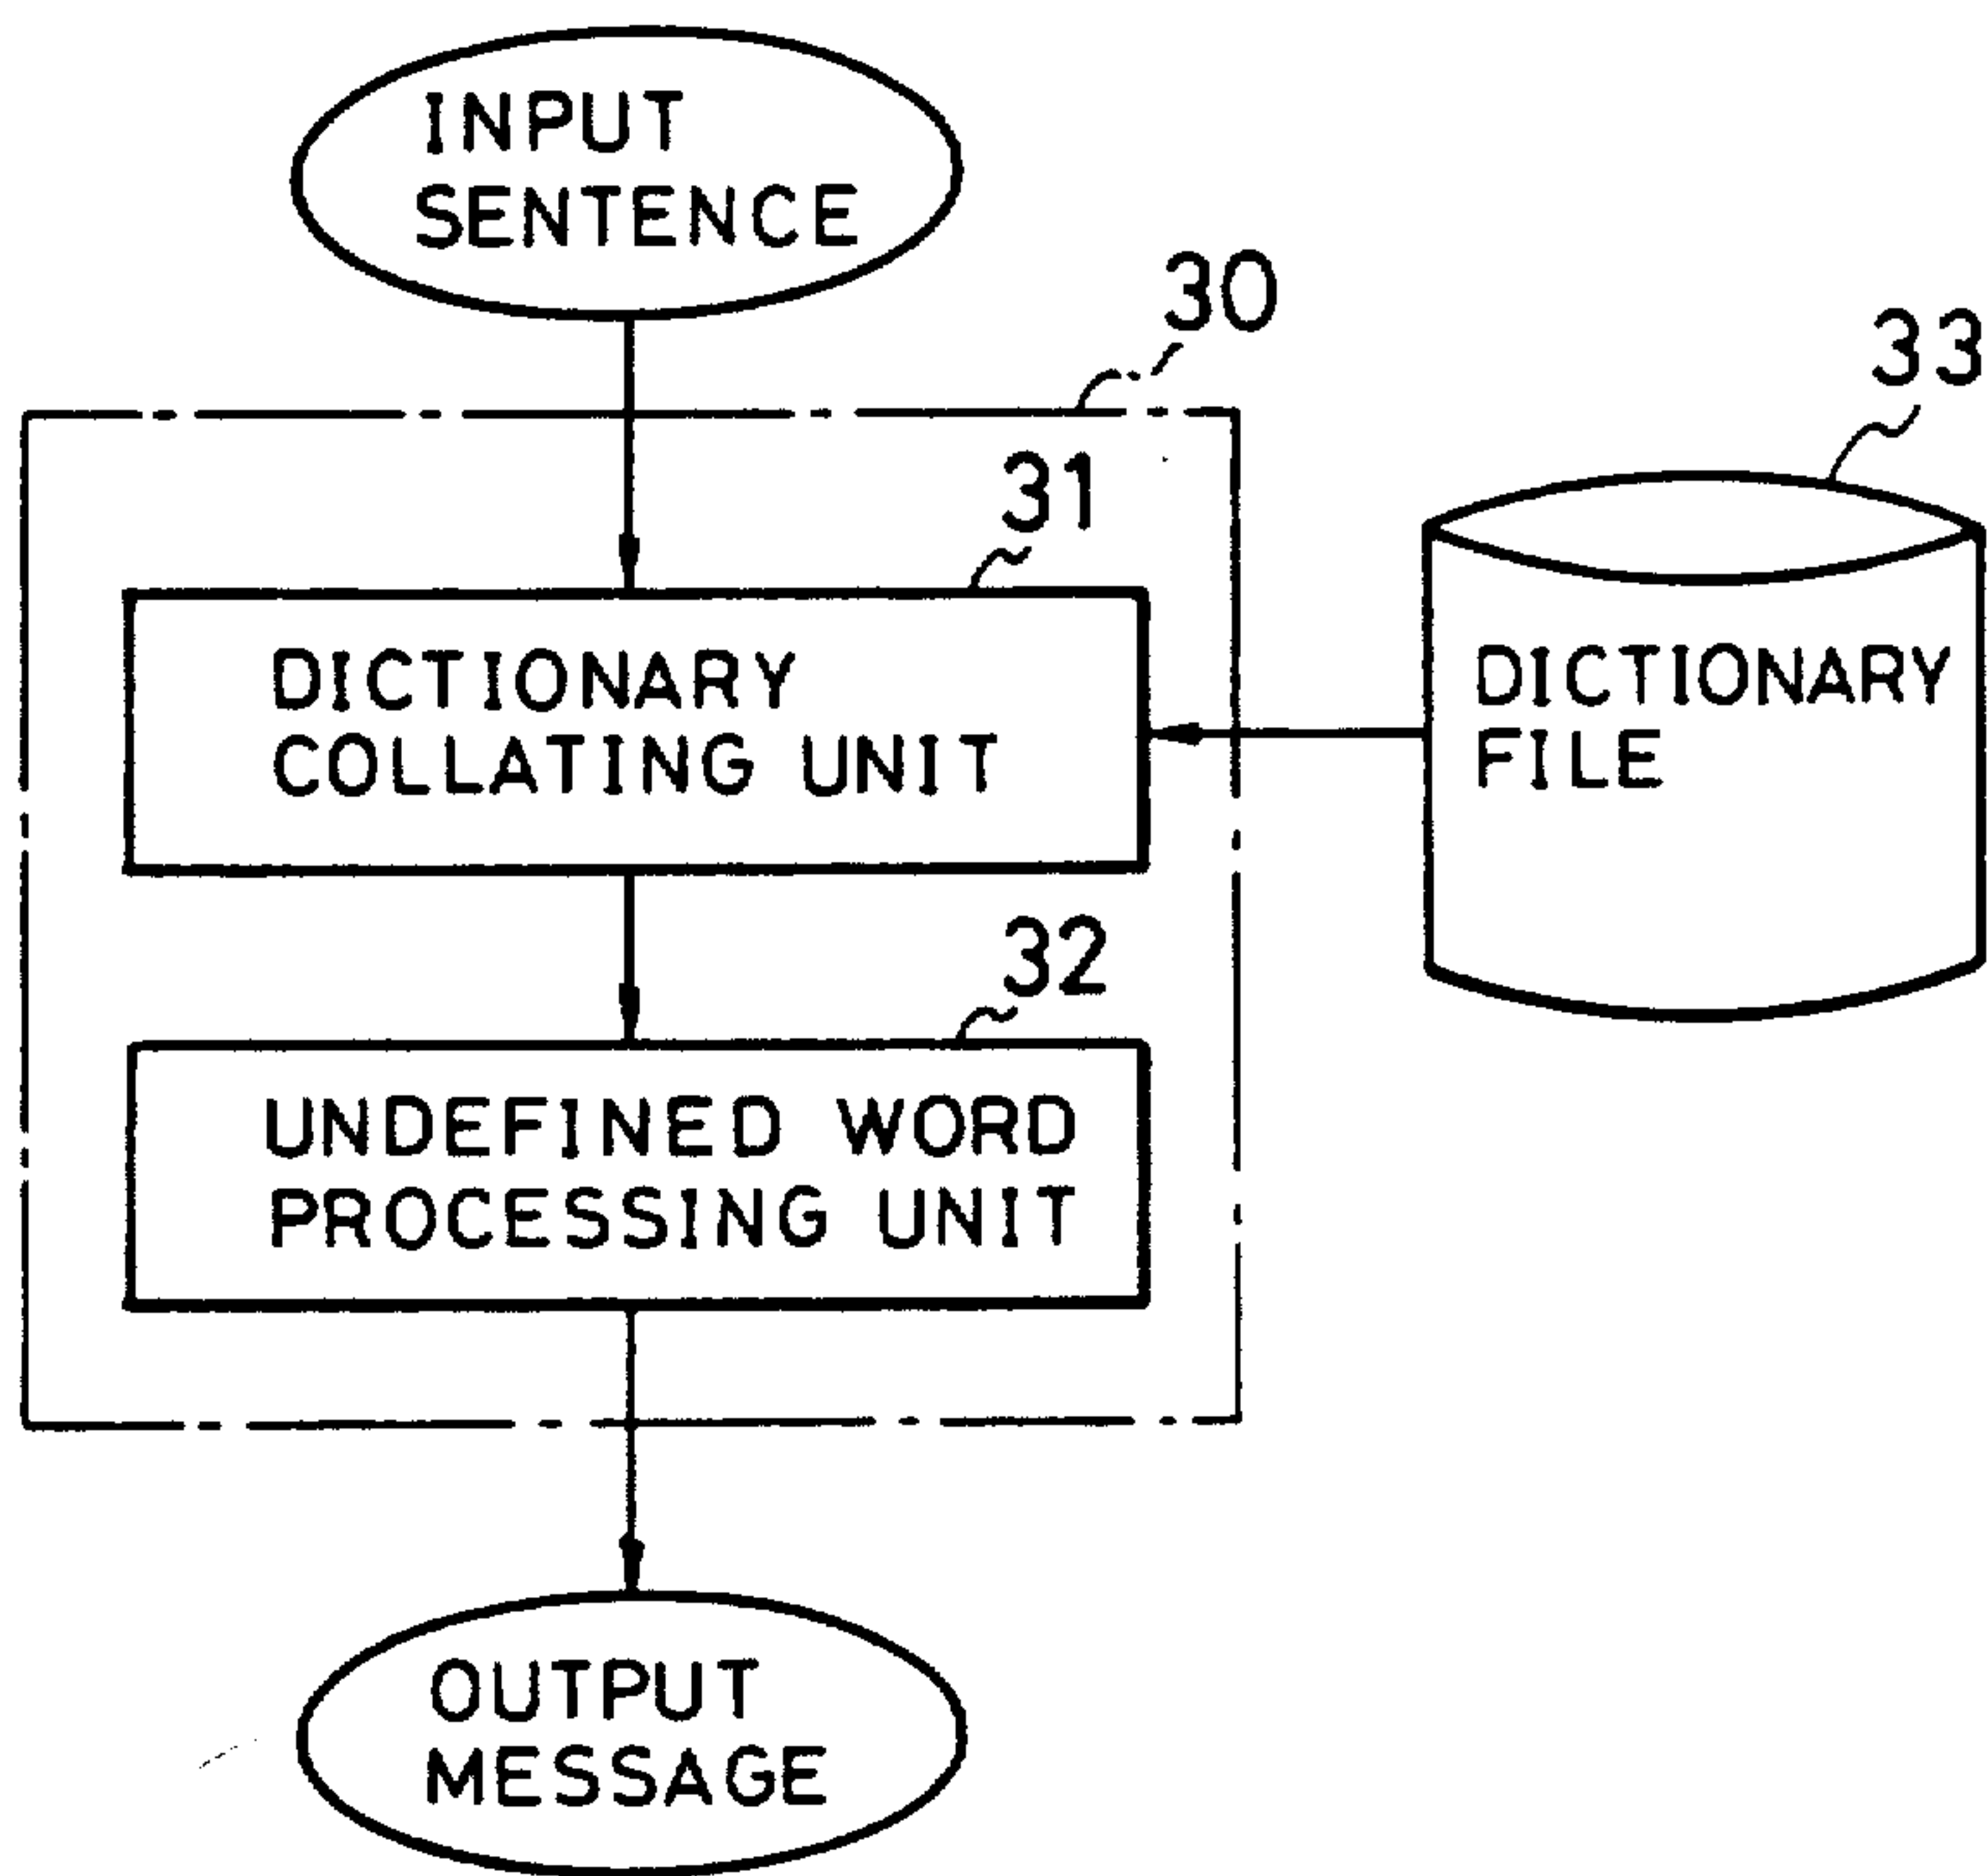 INPUT
SENTENCE
30
33
31
DICTIONARY
COLLATING UNIT
DICTIONARY
FILE
32
UNDEFINED WORD
PROCESSING UNIT
OUTPUT
MESSAGE